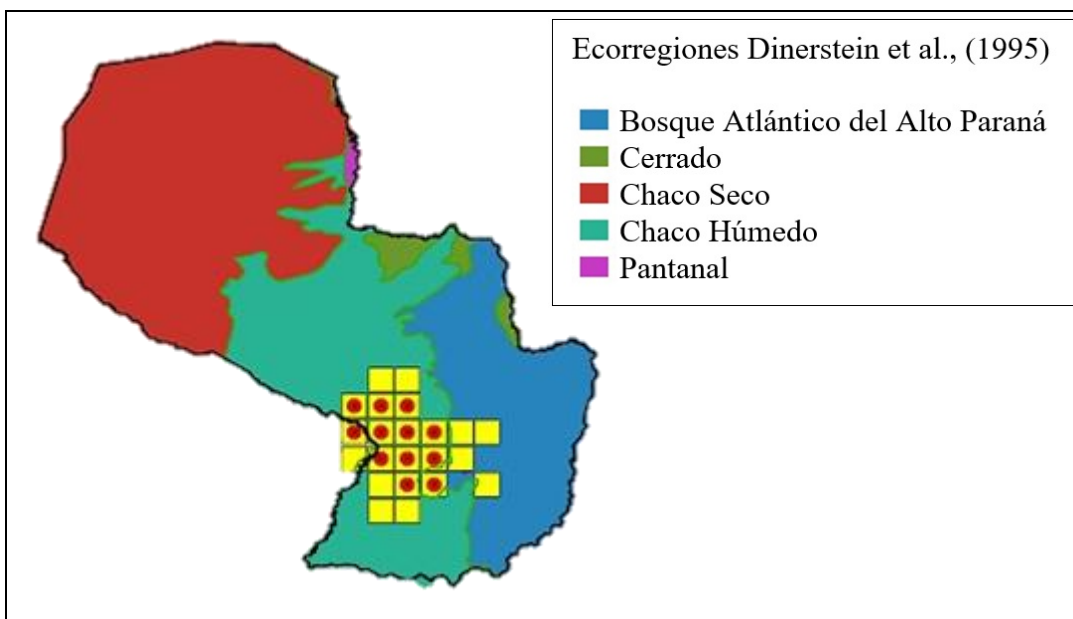 Ecorregiones Dinerstein et al., (1995)
Bosque Atlántico del Alto Paraná
Cerrado
Chaco Seco
Chaco Húmedo
Pantanal